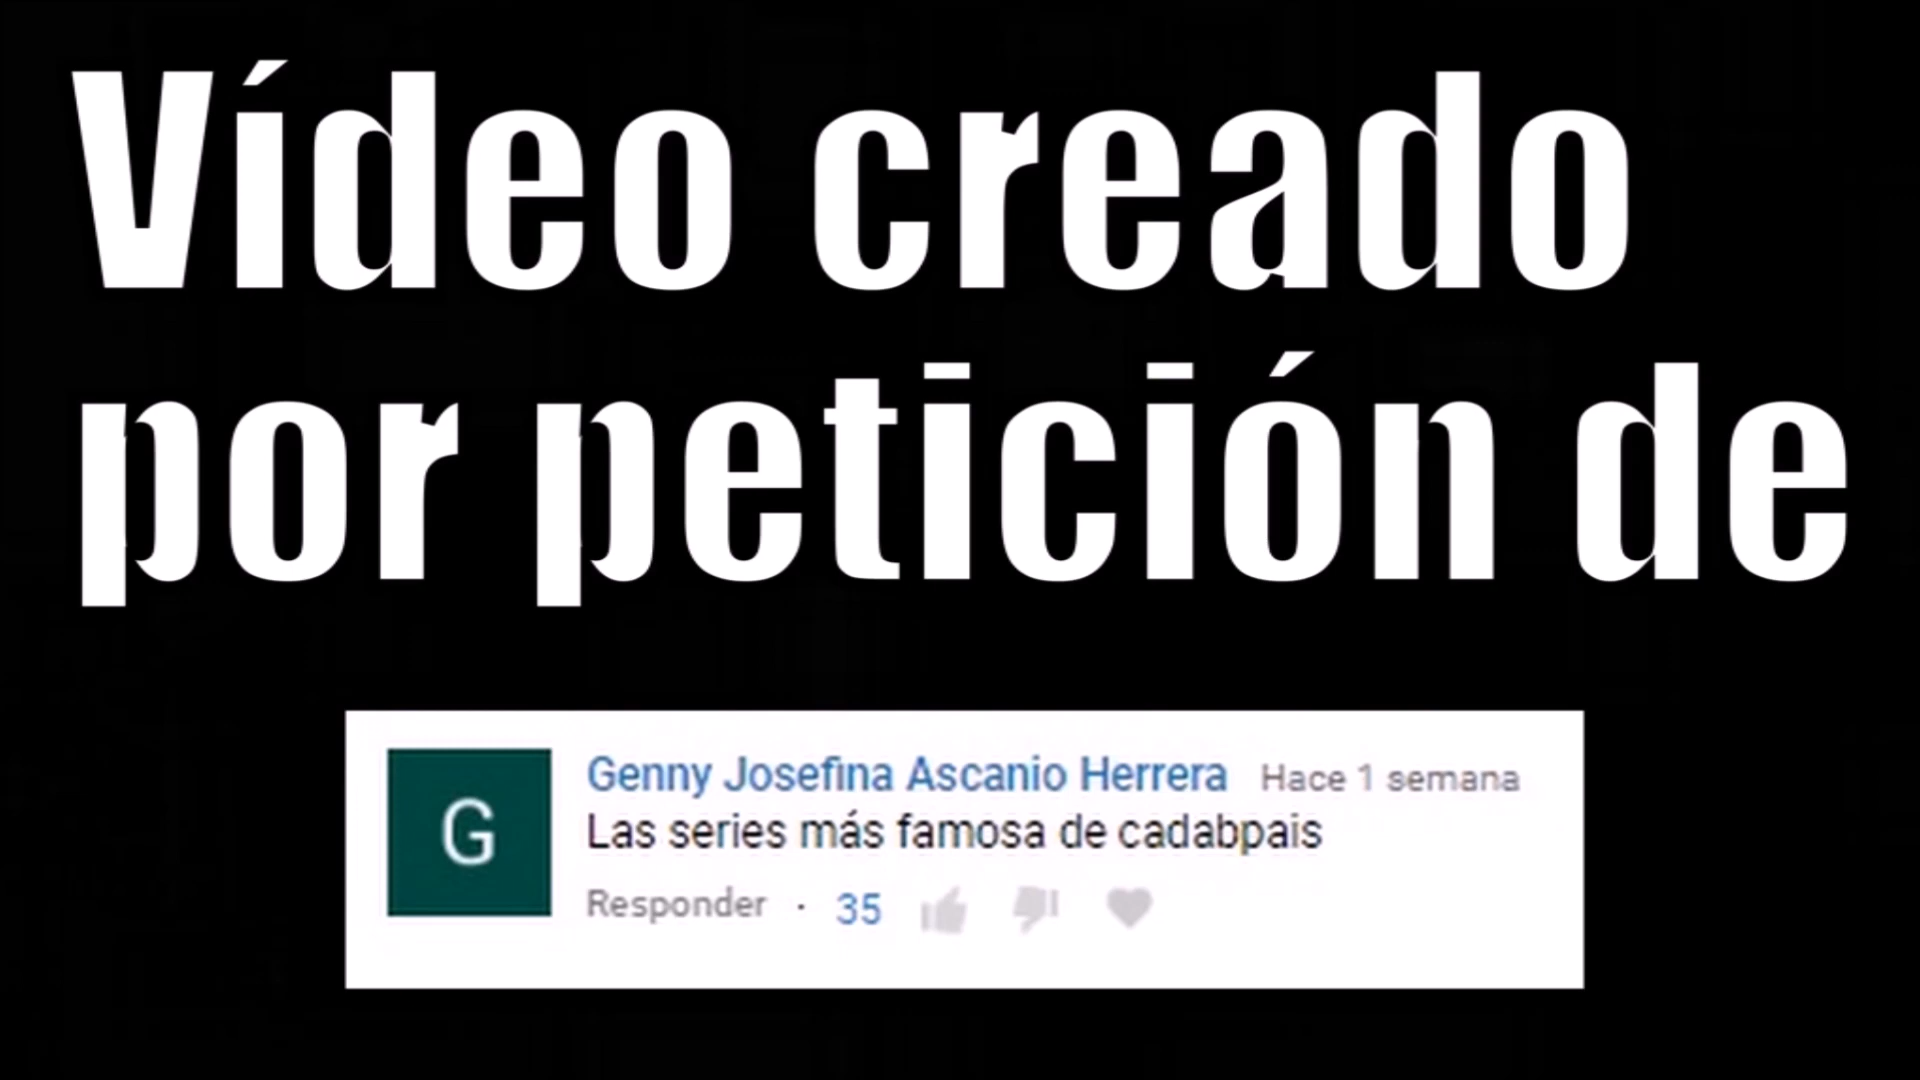 Vídeo creado
por petición de
G
Genny Josefina Ascanio Herrera Hace 1 semana
Las series más famosa de cadabpais
Responder · 35